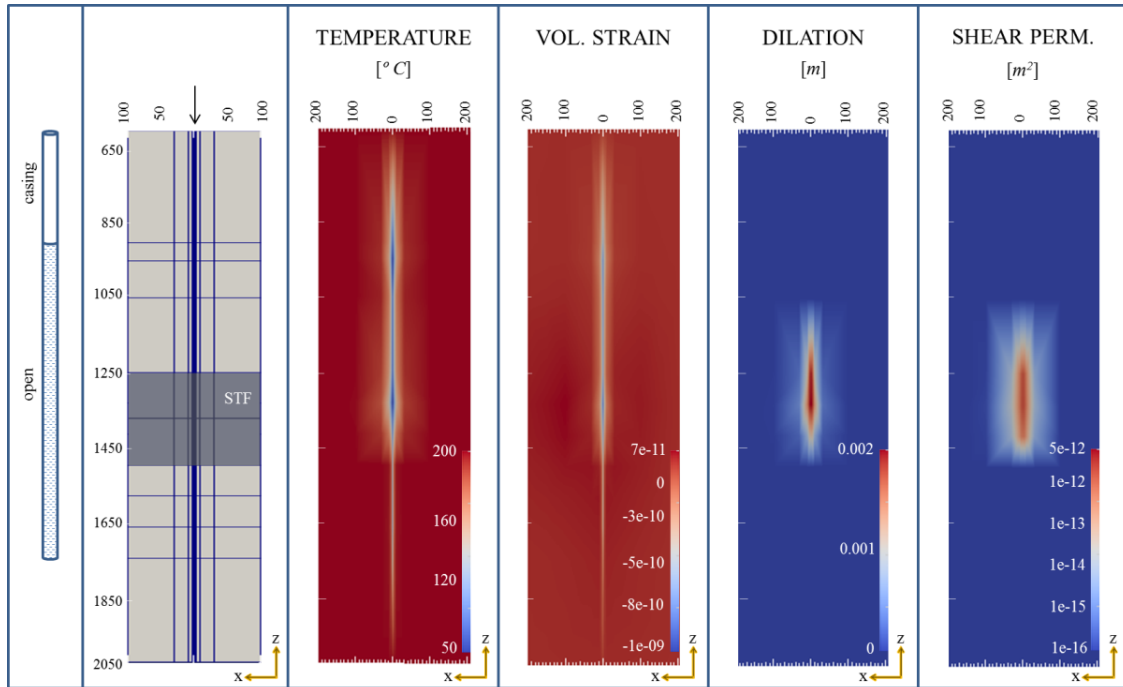 casing
open
100
50
50
100
650
850
1050
1250
STF
1450
1650
1850
2050
z
x
TEMPERATURE
[º C]
200
100
0
100
200
200
160
120
50
z
x
VOL. STRAIN
200
100
0
100
200
7e-11
0
-3e-10
-5e-10
-8e-10
-1e-09
z
x
DILATION
[m]
200
100
0
100
200
0.002
0.001
0
z
x
SHEAR PERM.
[m²]
200
100
0
100
200
5e-12
1e-12
1e-13
1e-14
1e-15
1e-16
z
x